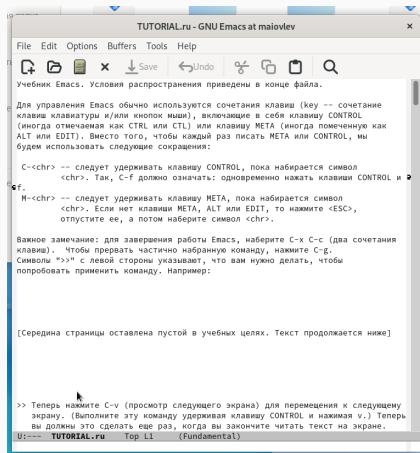 TUTORIAL.ru - GNU Emacs at maiovlev
File Edit Options Buffers Tools Help
Save Undo
Учебник Emacs. Условия распространения приведены в конце файла.
Для управления Emacs обычно используются сочетания клавиш (key -- сочетание
клавиш клавиатуры и/или кнопок мыши), включающие в себя клавишу CONTROL
(иногда отмечаемая как CTRL или CTL) или клавишу META (иногда помеченную как
ALT или EDIT). Вместо того, чтобы каждый раз писать META или CONTROL, мы
будем использовать следующие сокращения:
C-<chr> -- следует удерживать клавишу CONTROL, пока набирается символ
<chr>. Так, C-f должно означать: одновременно нажать клавиши CONTROL и
f.
M-<chr> -- следует удерживать клавишу META, пока набирается символ
<chr>. Если нет клавиши META, ALT или EDIT, то нажмите <ESC>,
отпустите ее, а потом наберите символ <chr>.
Важное замечание: для завершения работы Emacs, наберите C-x C-c (два сочетания
клавиш). Чтобы прервать частично набранную команду, нажмите C-g.
Символы ">>" с левой стороны указывают, что вам нужно делать, чтобы
попробовать применить команду. Например:
[Середина страницы оставлена пустой в учебных целях. Текст продолжается ниже]
>> Теперь нажмите C-v (просмотр следующего экрана) для перемещения к следующему
экрану. (Выполните эту команду удерживая клавишу CONTROL и нажимая v.) Теперь
вы должны это сделать еще раз, когда вы закончите читать текст на экране.
U:--- TUTORIAL.ru Top L1 (Fundamental)